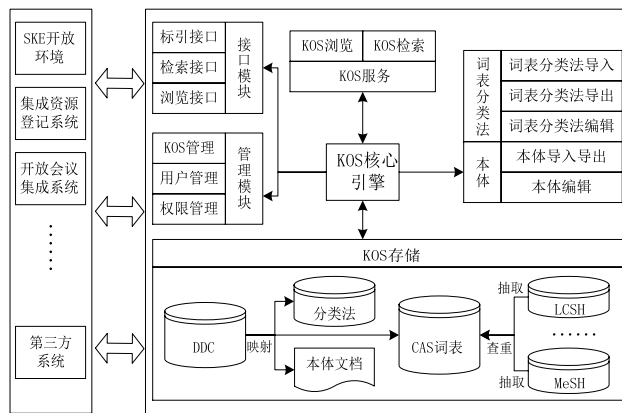 SKE开放
环境
集成资源
登记系统
开放会议
集成系统
······
第三方
系统
标引接口
检索接口
浏览接口
接口模块
KOS管理
用户管理
权限管理
管理模块
KOS浏览
KOS检索
KOS服务
KOS核心
引擎
词表分类法
词表分类法导入
词表分类法导出
词表分类法编辑
本体
本体导入导出
本体编辑
KOS存储
DDC
映射
分类法
本体文档
CAS词表
查重
抽取
LCSH
······
抽取
MeSH